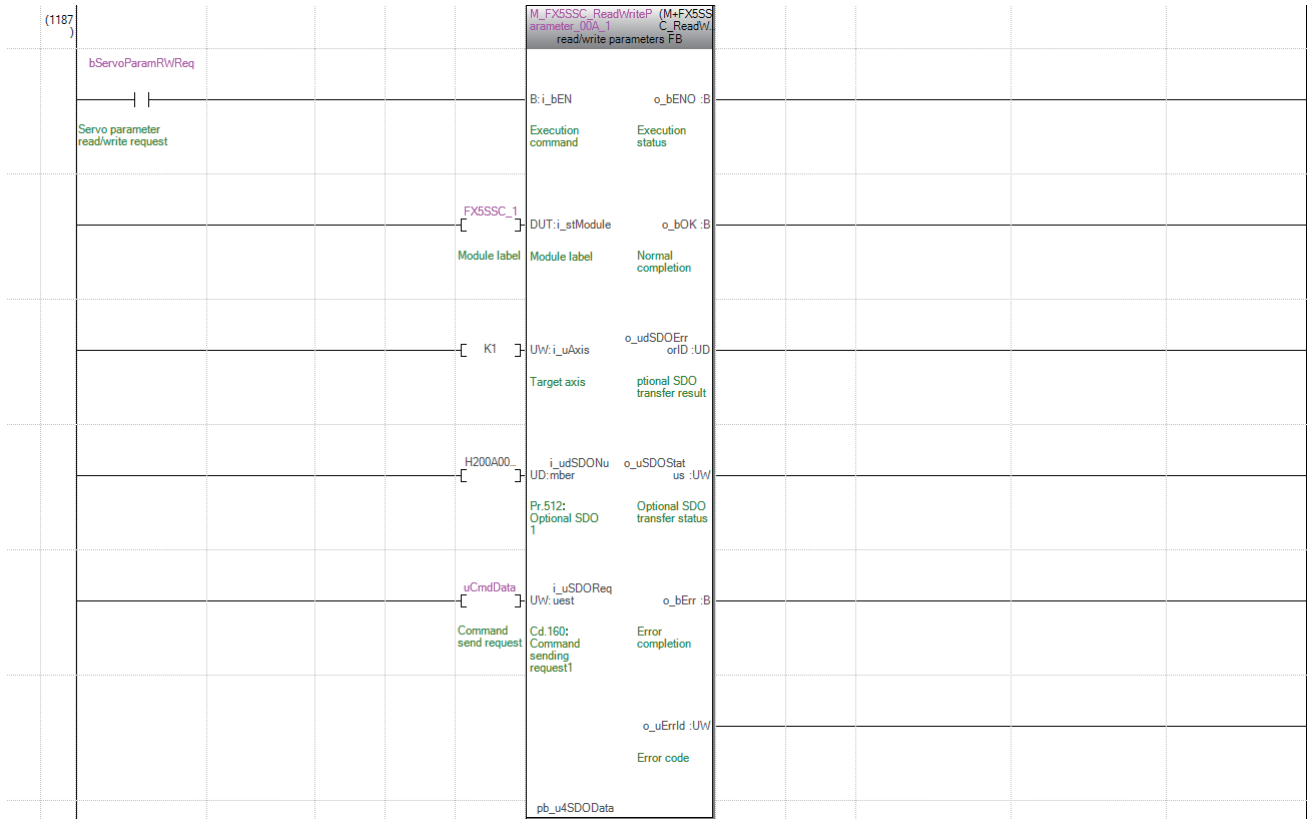 (1187
)
M_FX5SSC_ReadWriteP (M+FX5SS
arameter_00A_1 C_ReadW..
read/write parameters FB
bServoParamRWReq
B:i_bEN o_bENO :B
Servo parameter
read/write request
Execution
command
Execution
status
FX5SSC_1
DUT:i_stModule o_bOK :B
Module label
Module label
Normal
completion
o_udSDOErr
K1 UW:i_uAxis orID :UD
Target axis
ptional SDO
transfer result
H200A00... i_udSDONu o_uSDOStat
UD:mber us :UW
Pr.512:
Optional SDO
1
Optional SDO
transfer status
uCmdData i_uSDOReq
UW:uest o_bErr :B
Command
send request
Cd.160:
Command
sending
request1
Error
completion
o_uErrId :UW
Error code
pb_u4SDOData